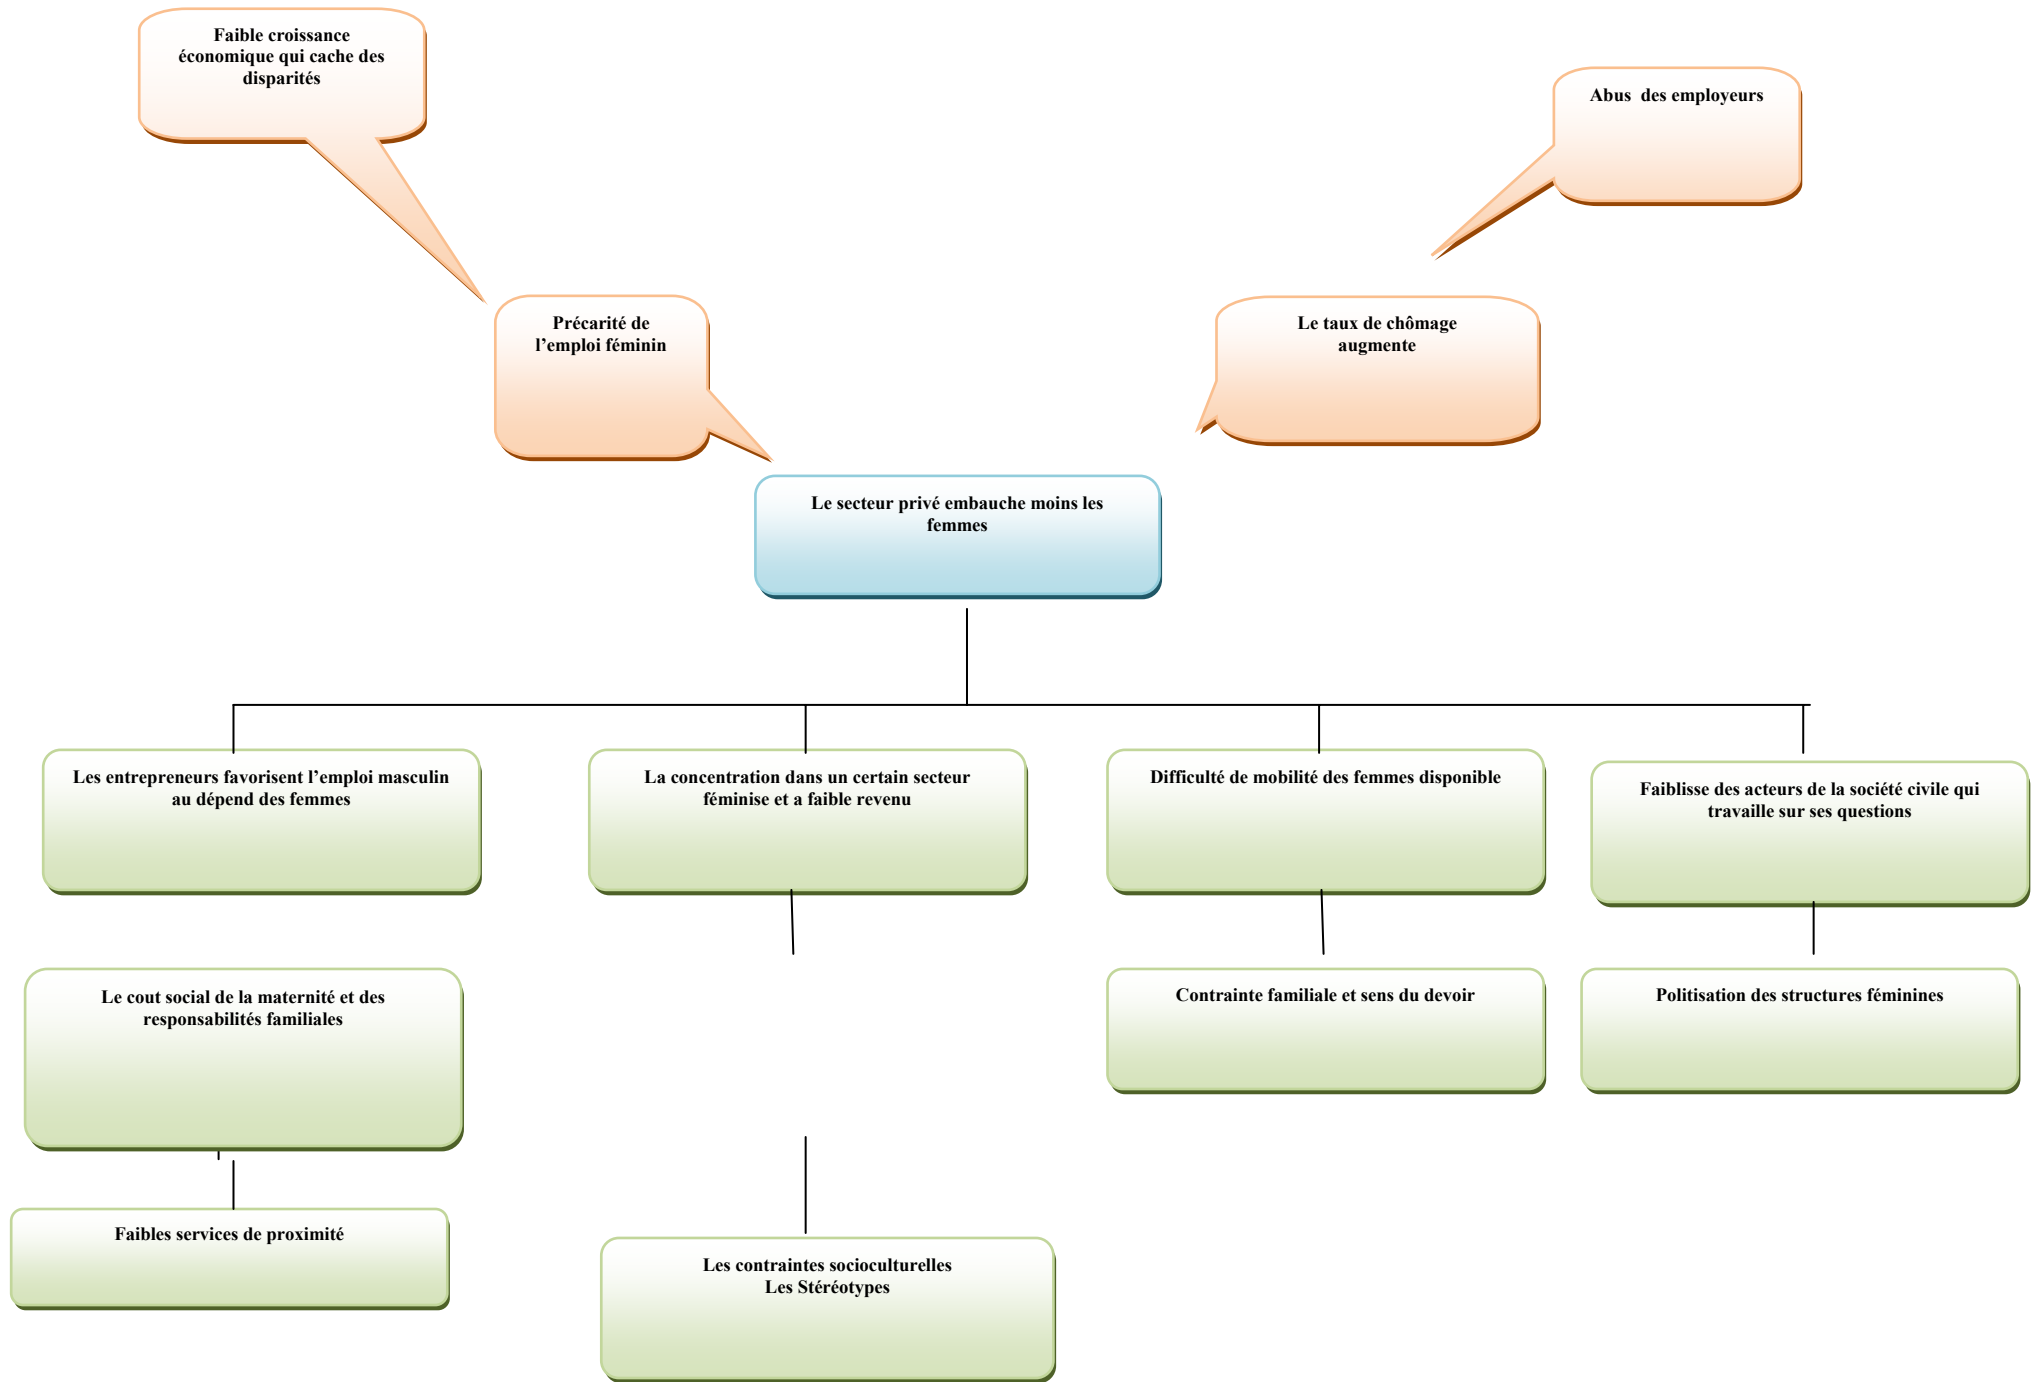 Faible croissance
économique qui cache des
disparités
Abus  des employeurs
Précarité de
l’emploi féminin
Le taux de chômage
augmente
Le secteur privé embauche moins les
femmes
Les entrepreneurs favorisent l’emploi masculin
au dépend des femmes
La concentration dans un certain secteur
féminise et a faible revenu
Difficulté de mobilité des femmes disponible
Faiblisse des acteurs de la société civile qui
travaille sur ses questions
Le cout social de la maternité et des
responsabilités familiales
Contrainte familiale et sens du devoir
Politisation des structures féminines
Faibles services de proximité
Les contraintes socioculturelles
Les Stéréotypes